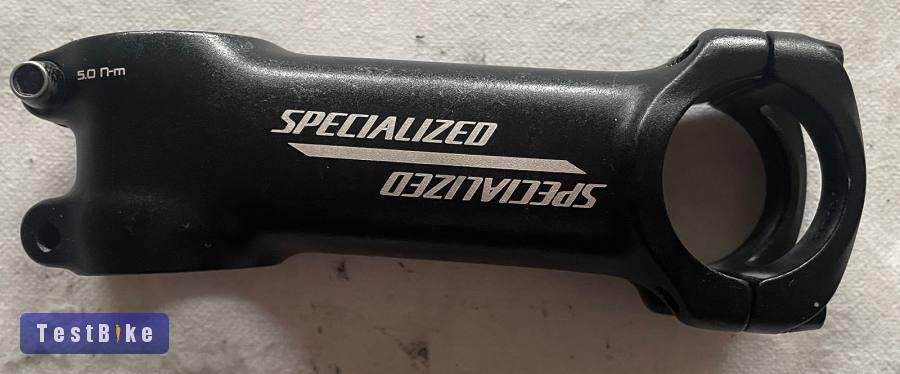 5.0 N-m
SPECIALIZED
SPECIALIZED
TestBike